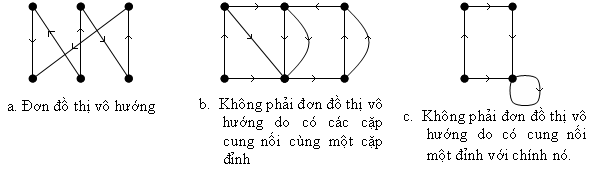 a. Đơn đồ thị vô hướng
b. Không phải đơn đồ thị vô
hướng do có các cặp
cung nối cùng một cặp
đỉnh
c. Không phải đơn đồ thị vô
hướng do có cung nối
một đỉnh với chính nó.